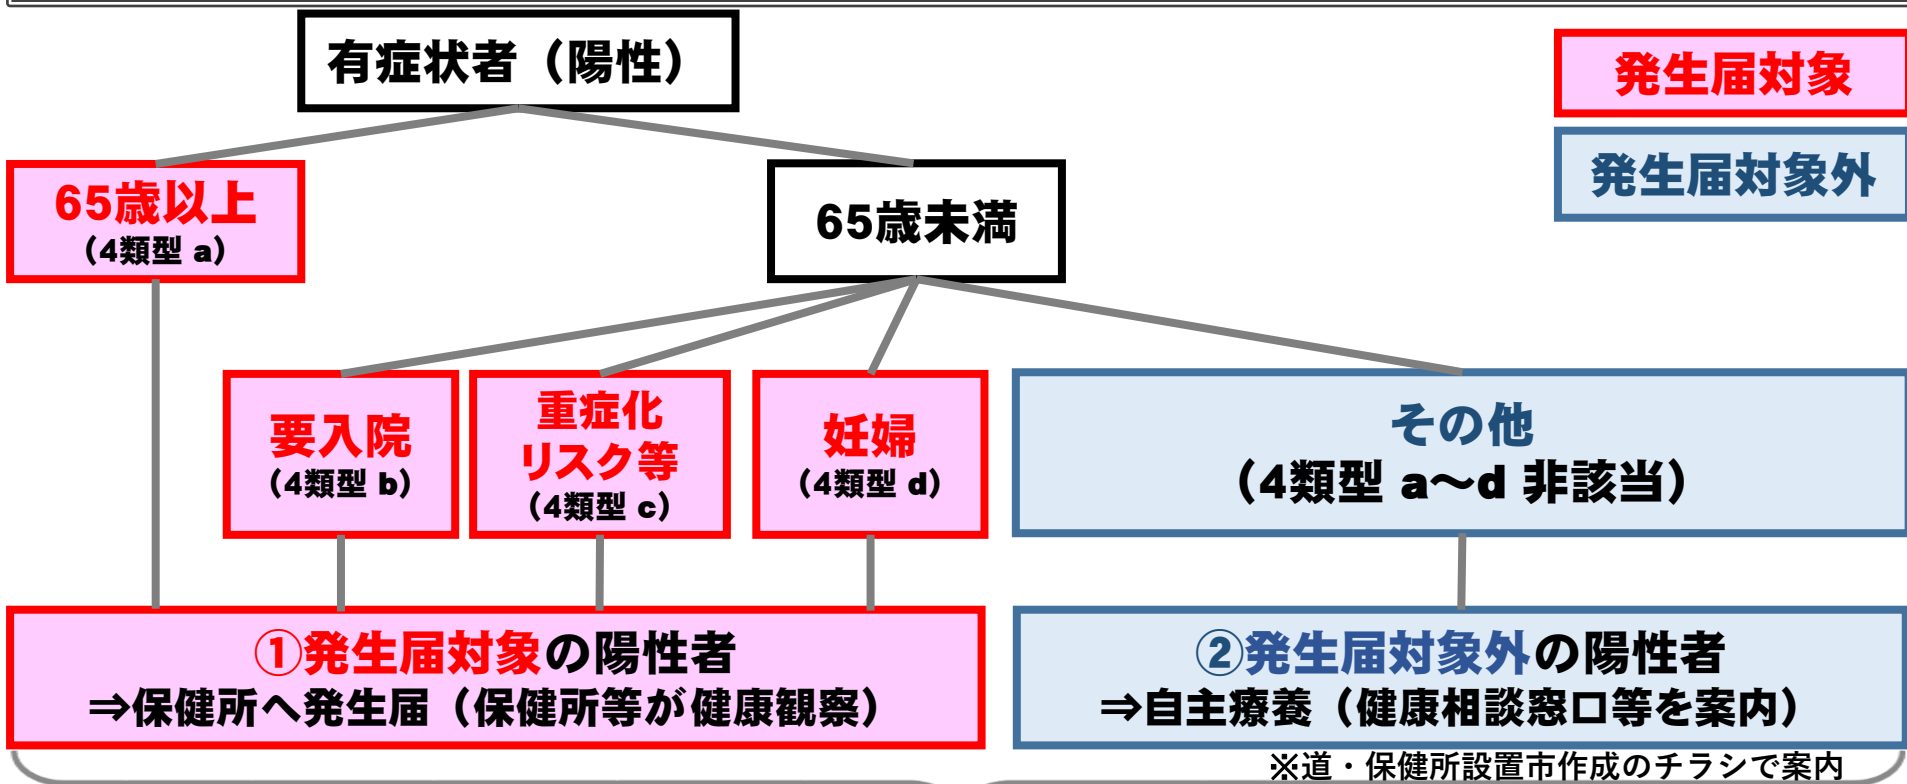 有症状者（陽性）
発生届対象
発生届対象外
65歳以上
（4類型 a）
65歳未満
要入院
（4類型 b）
重症化
リスク等
（4類型 c）
妊婦
（4類型 d）
その他
（4類型 a～d 非該当）
①発生届対象の陽性者
⇒保健所へ発生届（保健所等が健康観察）
②発生届対象外の陽性者
⇒自主療養（健康相談窓口等を案内）
※道・保健所設置市作成のチラシで案内